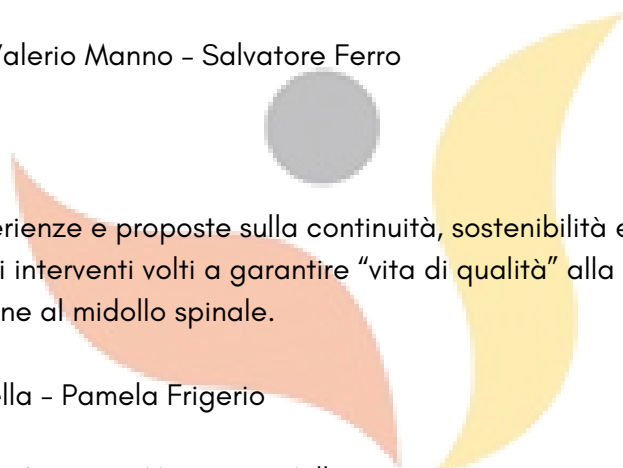 Valerio Manno – Salvatore Ferro
erienze e proposte sulla continuità, sostenibilità e
i interventi volti a garantire “vita di qualità” alla
ne al midollo spinale.
ella – Pamela Frigerio